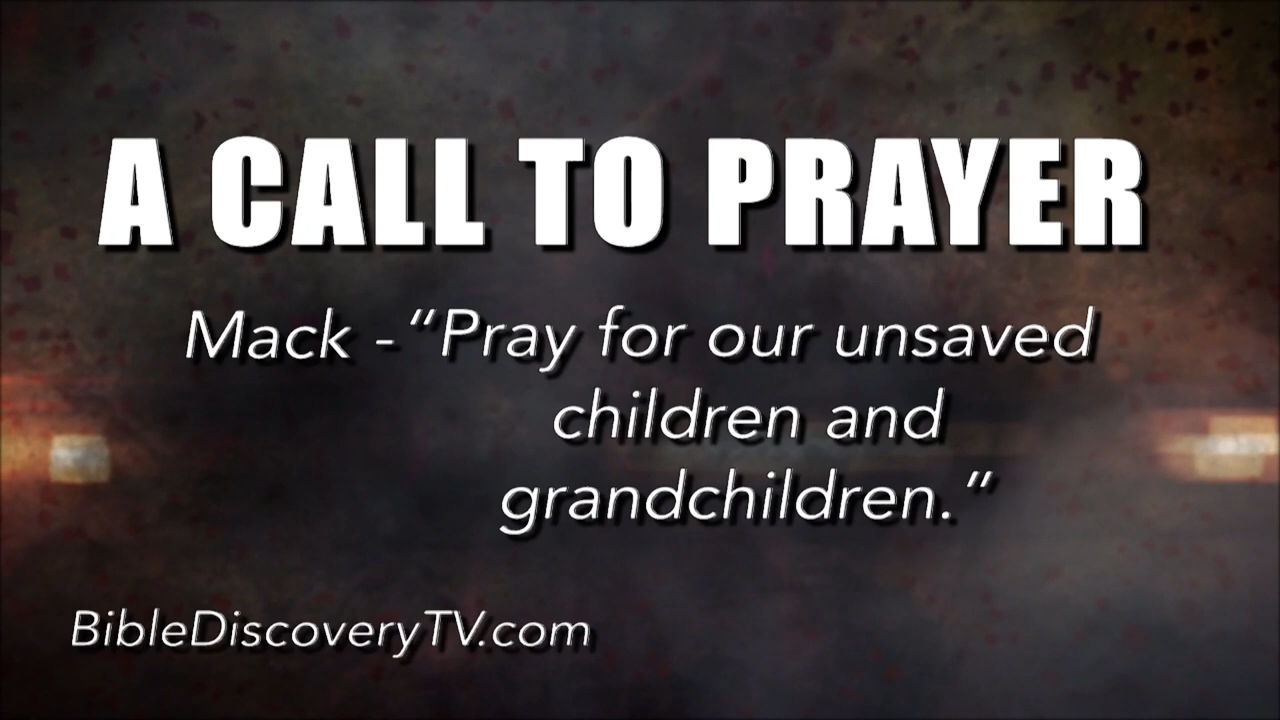 A CALL TO PRAYER
Mack -“Pray for our unsaved
children and
grandchildren.”
BibleDiscoveryTV.com